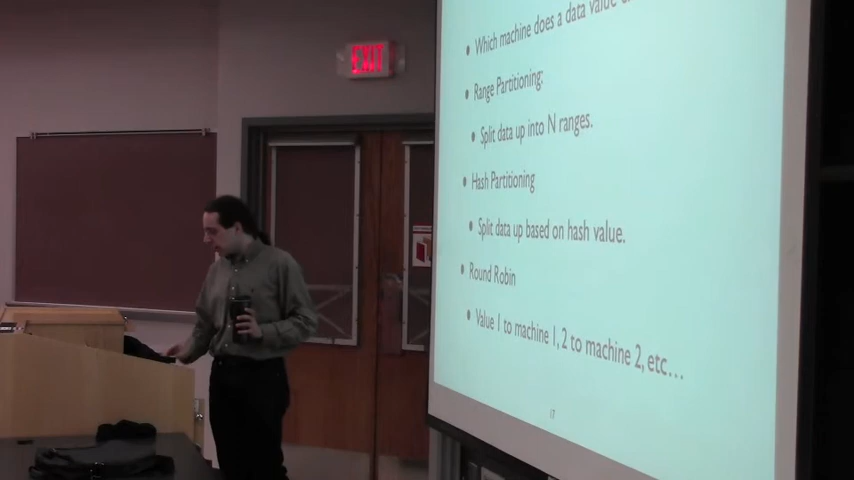 EXIT
Which machine does a data value
Range Partitioning:
Split data up into N ranges.
Hash Partitioning
Split data up based on hash value.
Round Robin
Value 1 to machine 1, 2 to machine 2, etc...
17